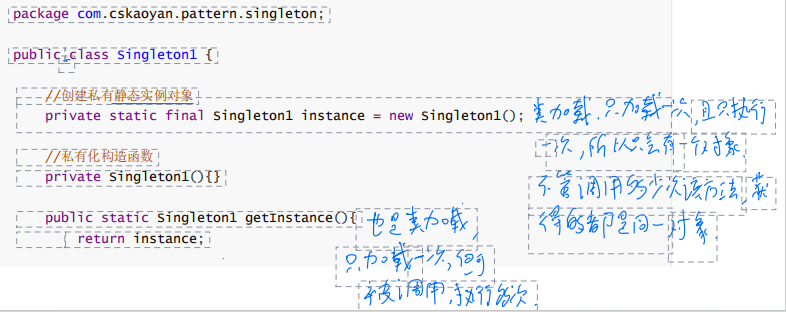 package com.cskaoyan.pattern.singleton;
public class Singleton1 {
//创建私有静态实例对象
private static final Singleton1 instance = new Singleton1();
类加载.只加载一次,且只执行
一次,所以只会有一个对象.
//私有化构造函数
private Singleton1(){}
不管调用多少次该方法,获
得的都是同一对象.
public static Singleton1 getInstance(){
return instance;
也是类加载,
只加载一次,但可
被调用,执行多次.